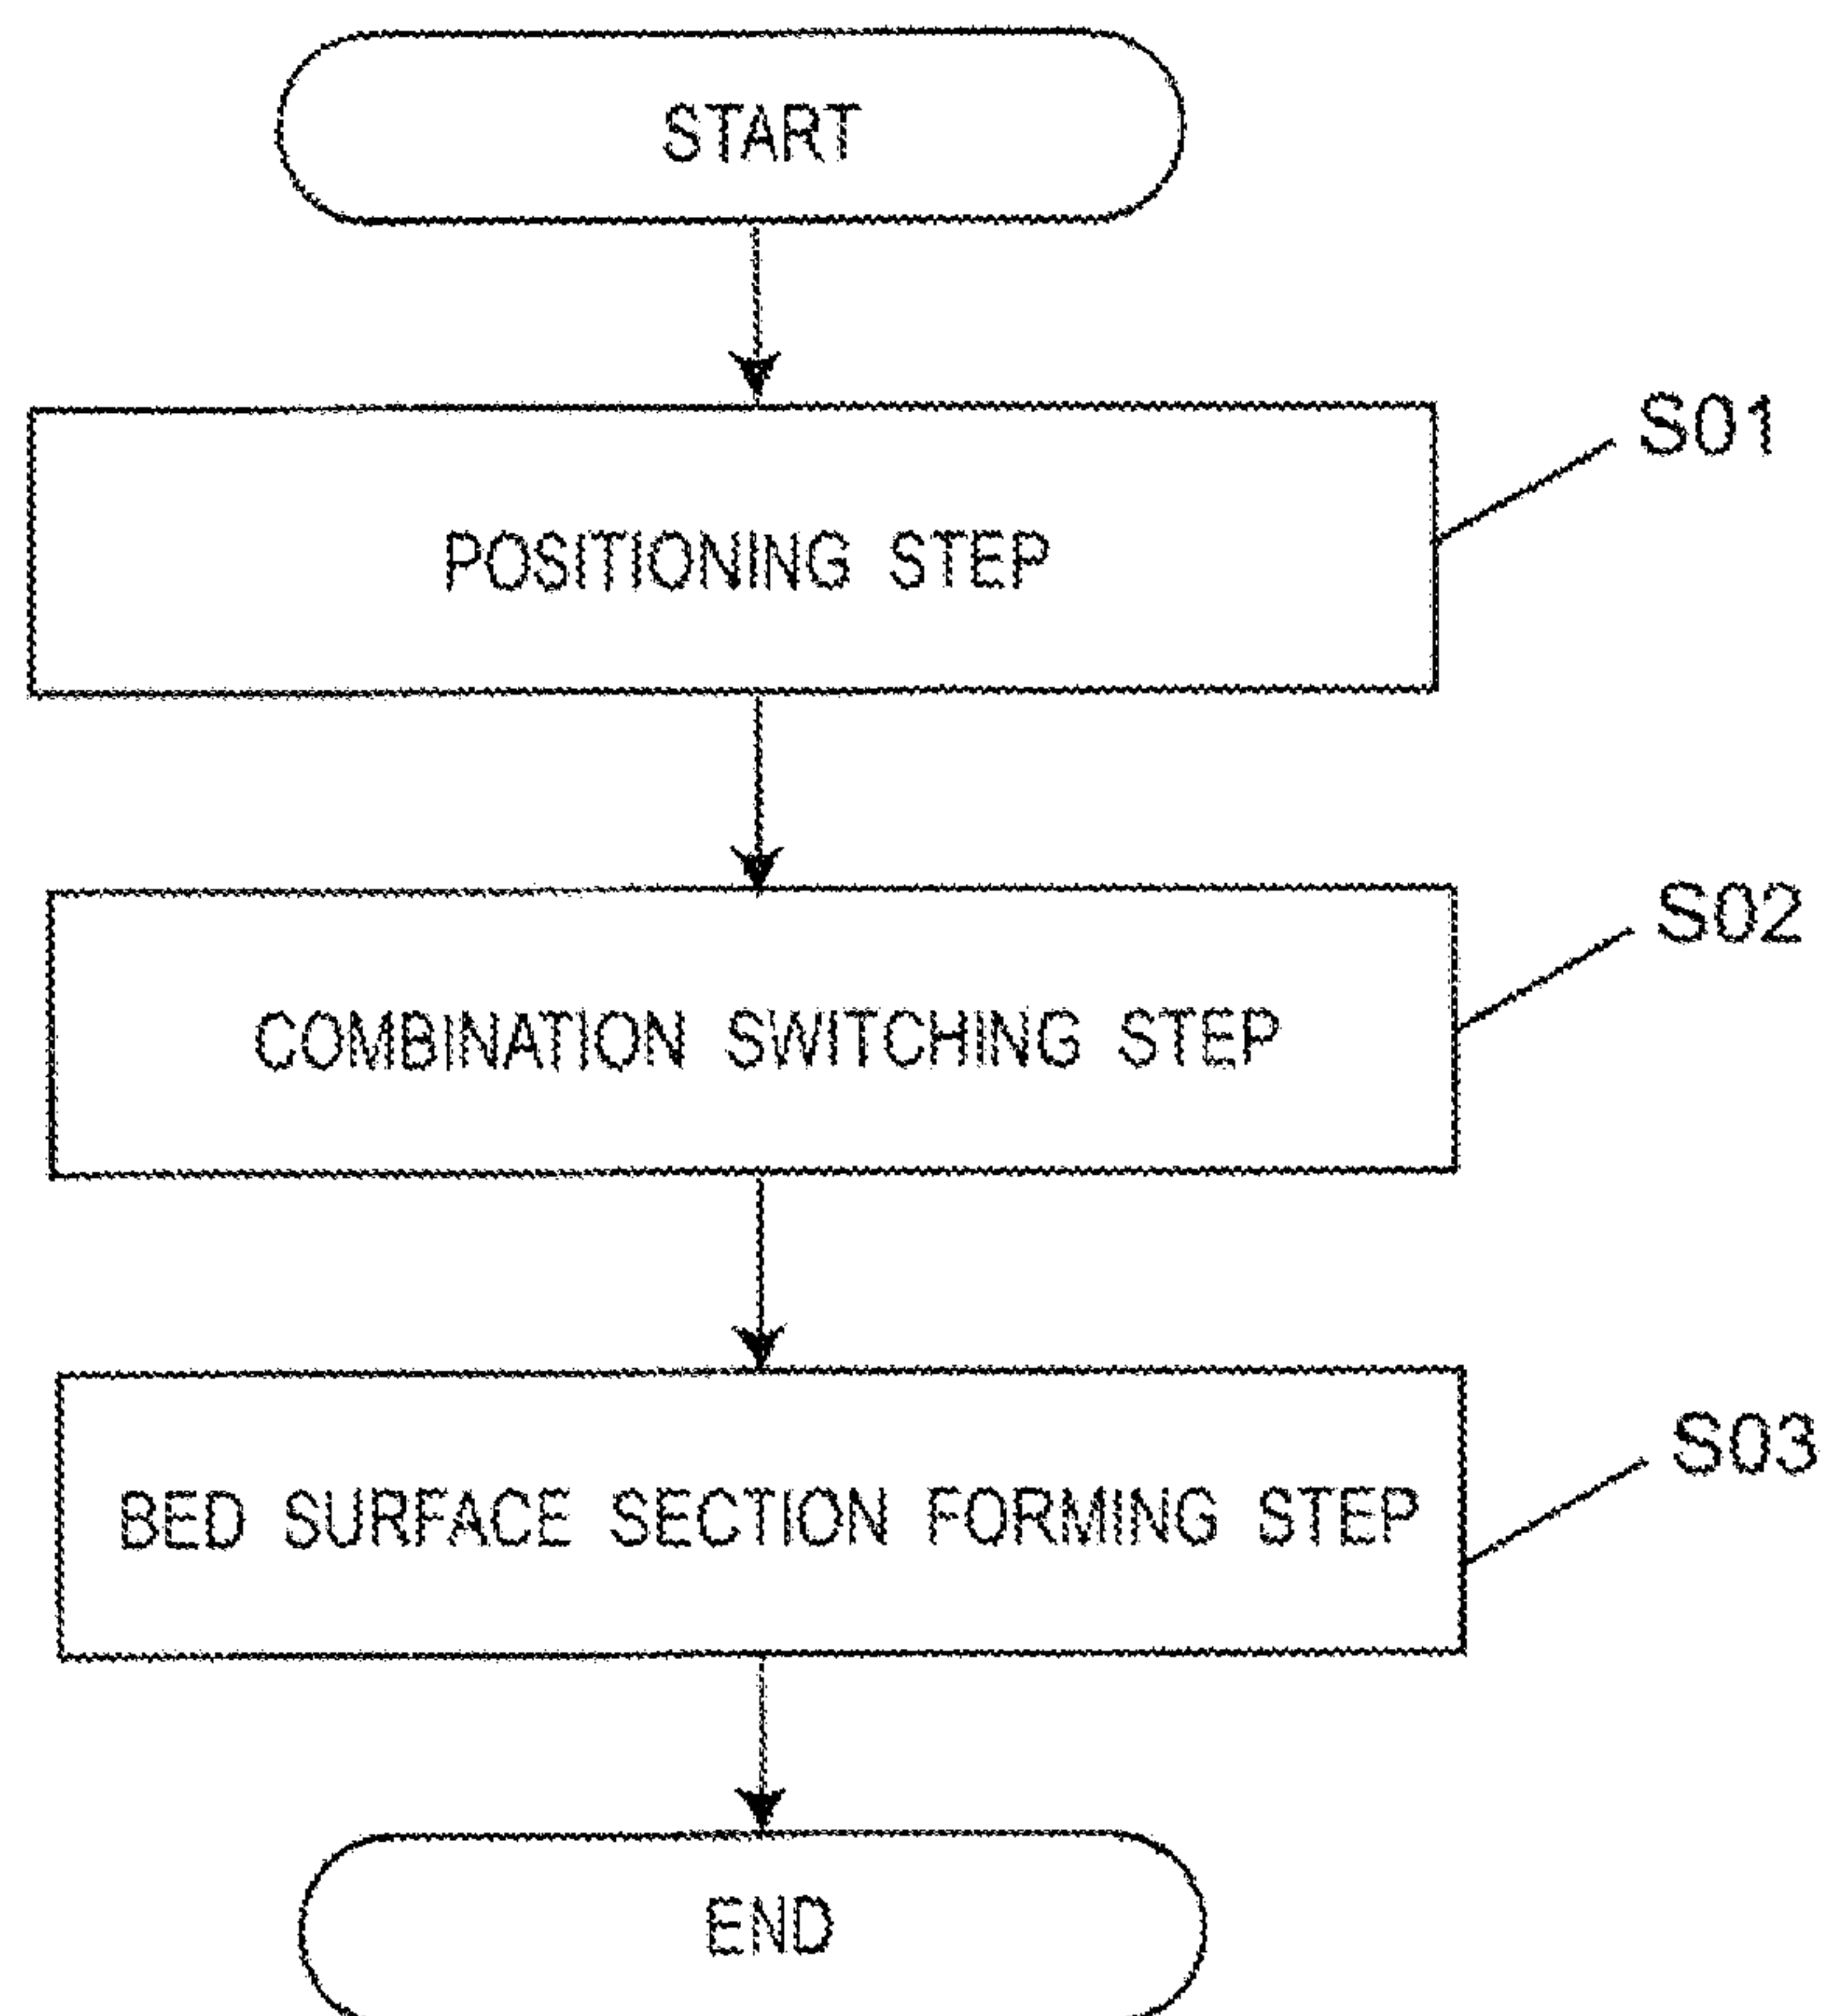 START
S01
POSITIONING STEP
S02
COMBINATION SWITCHING STEP
S03
BED SURFACE SECTION FORMING STEP
END